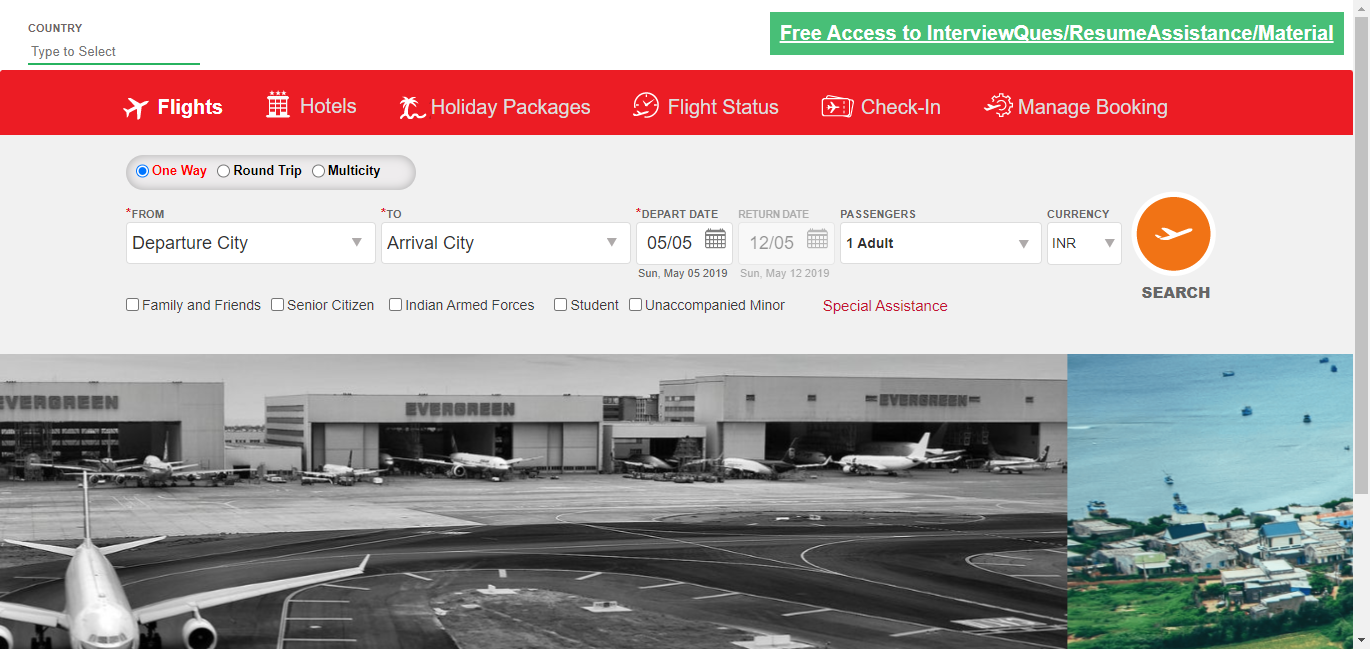 COUNTRY
Type to Select
Free Access to InterviewQues/ResumeAssistance/Material
Flights
Hotels
Holiday Packages
Flight Status
Check-In
Manage Booking
One Way
Round Trip
Multicity
*FROM
*TO
*DEPART DATE
RETURN DATE
PASSENGERS
CURRENCY
Departure City
Arrival City
05/05
12/05
1 Adult
INR
Sun, May 05 2019
Sun, May 12 2019
SEARCH
Family and Friends
Senior Citizen
Indian Armed Forces
Student
Unaccompanied Minor
Special Assistance
EVERGREEN
EVERGREEN
EVERGREEN